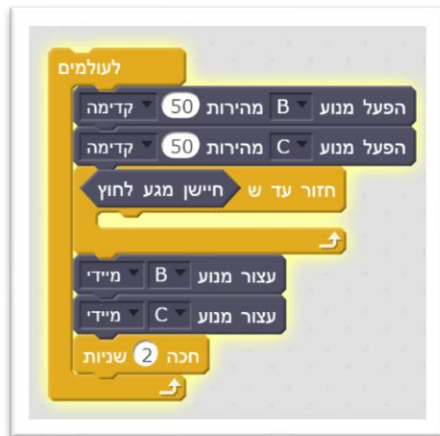 לעולמים
הפעל מנוע B מהירות 50 קדימה
הפעל מנוע C מהירות 50 קדימה
חזור עד ש חיישן מגע לחוץ
עצור מנוע B מיידי
עצור מנוע C מיידי
חכה 2 שניות